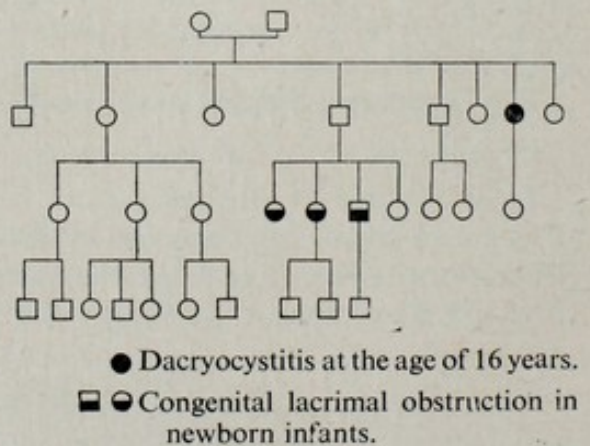 Dacryocystitis at the age of 16 years.
Congenital lacrimal obstruction in
newborn infants.